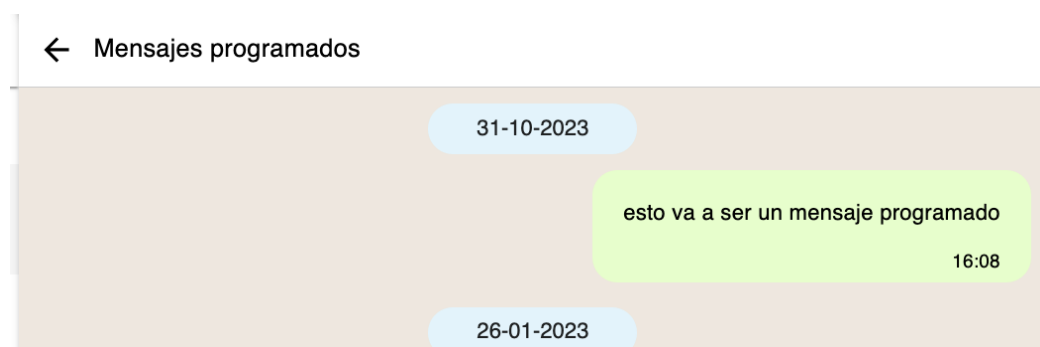 Mensajes programados
31-10-2023
esto va a ser un mensaje programado
16:08
26-01-2023